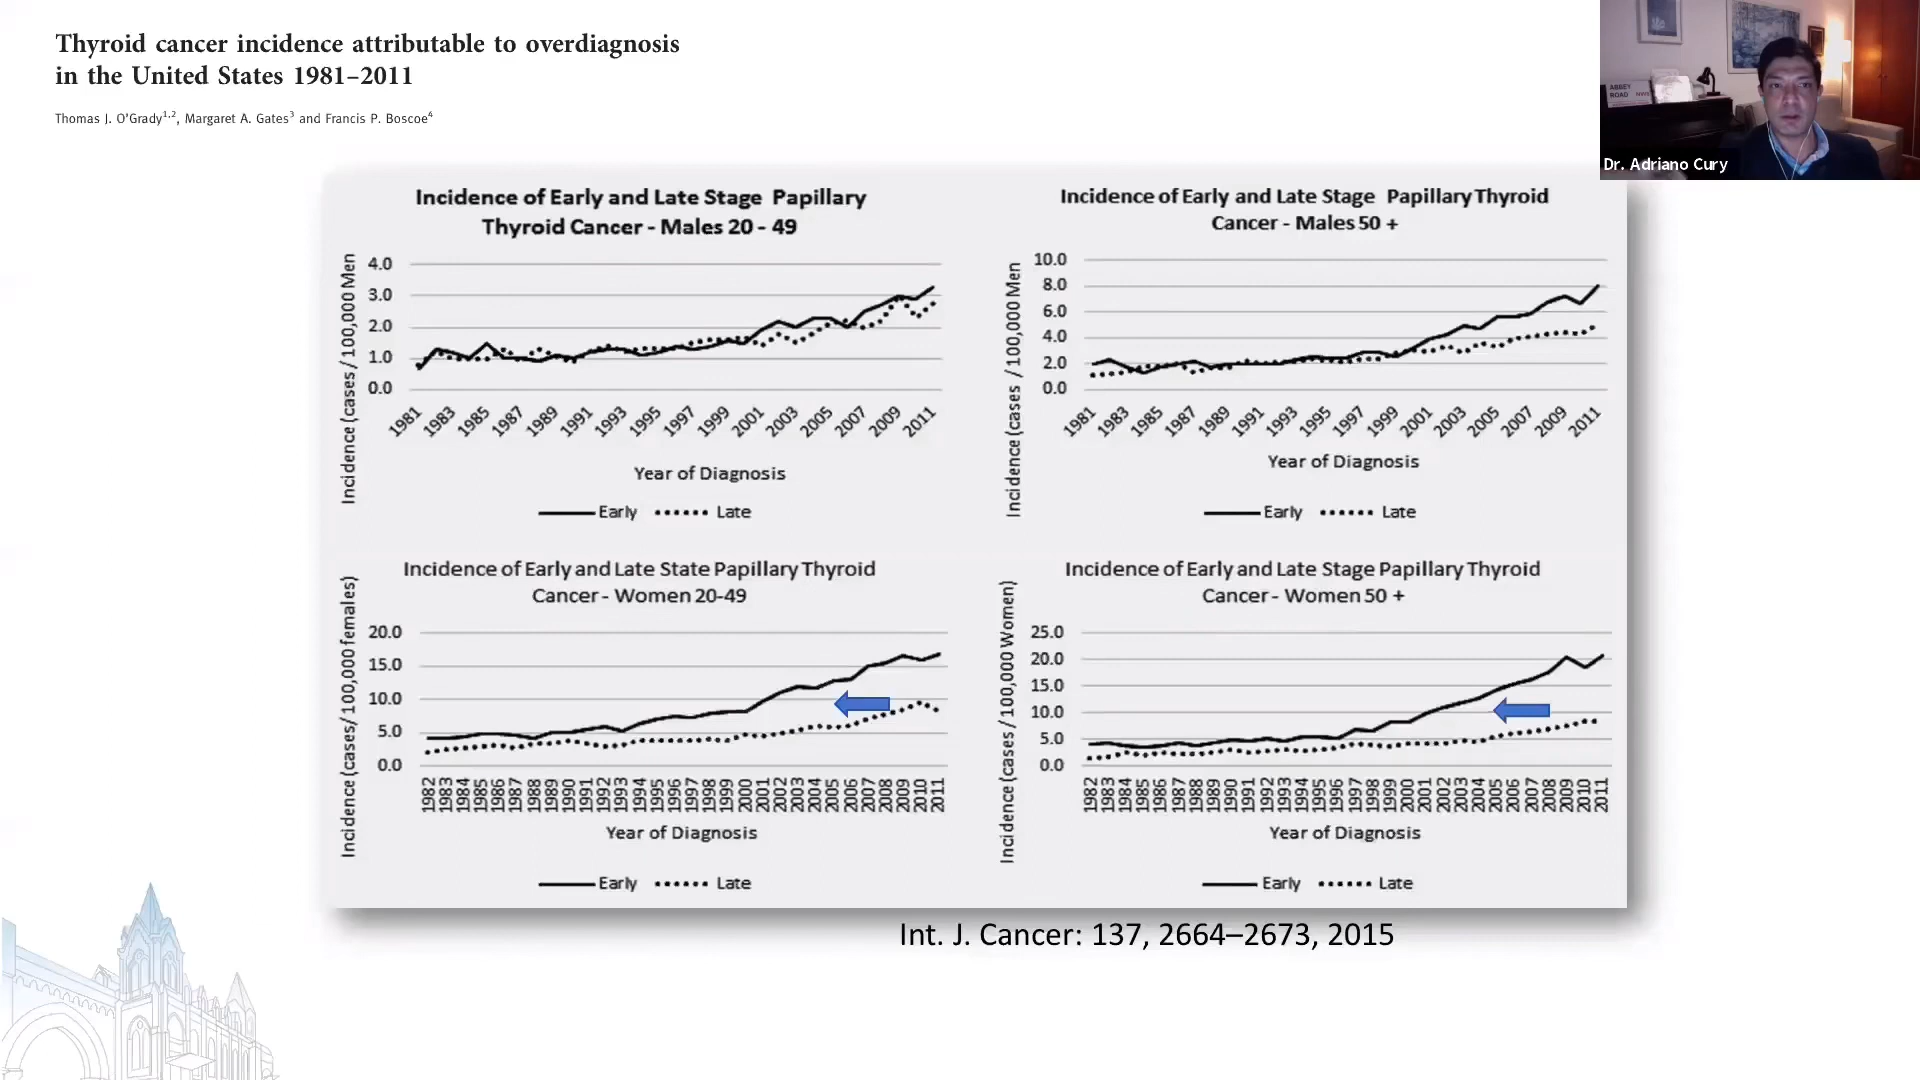 Thyroid cancer incidence attributable to overdiagnosis
in the United States 1981–2011
Thomas J. O'Grady1,2, Margaret A. Gates3 and Francis P. Boscoe4
ABBEY
ROAD NW8
Dr. Adriano Cury
Incidence of Early and Late Stage Papillary
Thyroid Cancer - Males 20 - 49
Incidence (cases / 100,000 Men
4.0
3.0
2.0
1.0
0.0
1981 1983 1985 1987 1989 1991 1993 1995 1997 1999 2001 2003 2005 2007 2009 2011
Year of Diagnosis
Early Late
Incidence of Early and Late Stage Papillary Thyroid
Cancer - Males 50 +
Incidence (cases / 100,000 Men
10.0
8.0
6.0
4.0
2.0
0.0
1981 1983 1985 1987 1989 1991 1993 1995 1997 1999 2001 2003 2005 2007 2009 2011
Year of Diagnosis
Early Late
Incidence of Early and Late State Papillary Thyroid
Cancer - Women 20-49
Incidence (cases/100,000 females)
20.0
15.0
10.0
5.0
0.0
1982 1983 1984 1985 1986 1987 1988 1989 1990 1991 1992 1993 1994 1995 1996 1997 1998 1999 2000 2001 2002 2003 2004 2005 2006 2007 2008 2009 2010 2011
Year of Diagnosis
Early Late
Incidence of Early and Late Stage Papillary Thyroid
Cancer - Women 50 +
Incidence (cases / 100,000 Women)
25.0
20.0
15.0
10.0
5.0
0.0
1982 1983 1984 1985 1986 1987 1988 1989 1990 1991 1992 1993 1994 1995 1996 1997 1998 1999 2000 2001 2002 2003 2004 2005 2006 2007 2008 2009 2010 2011
Year of Diagnosis
Early Late
Int. J. Cancer: 137, 2664–2673, 2015